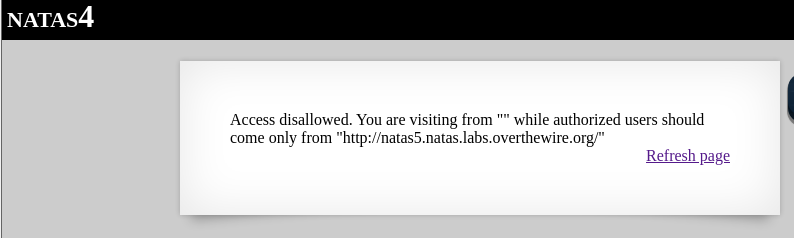 NATAS4
Access disallowed. You are visiting from "" while authorized users should
come only from "http://natas5.natas.labs.overthewire.org/"
Refresh page